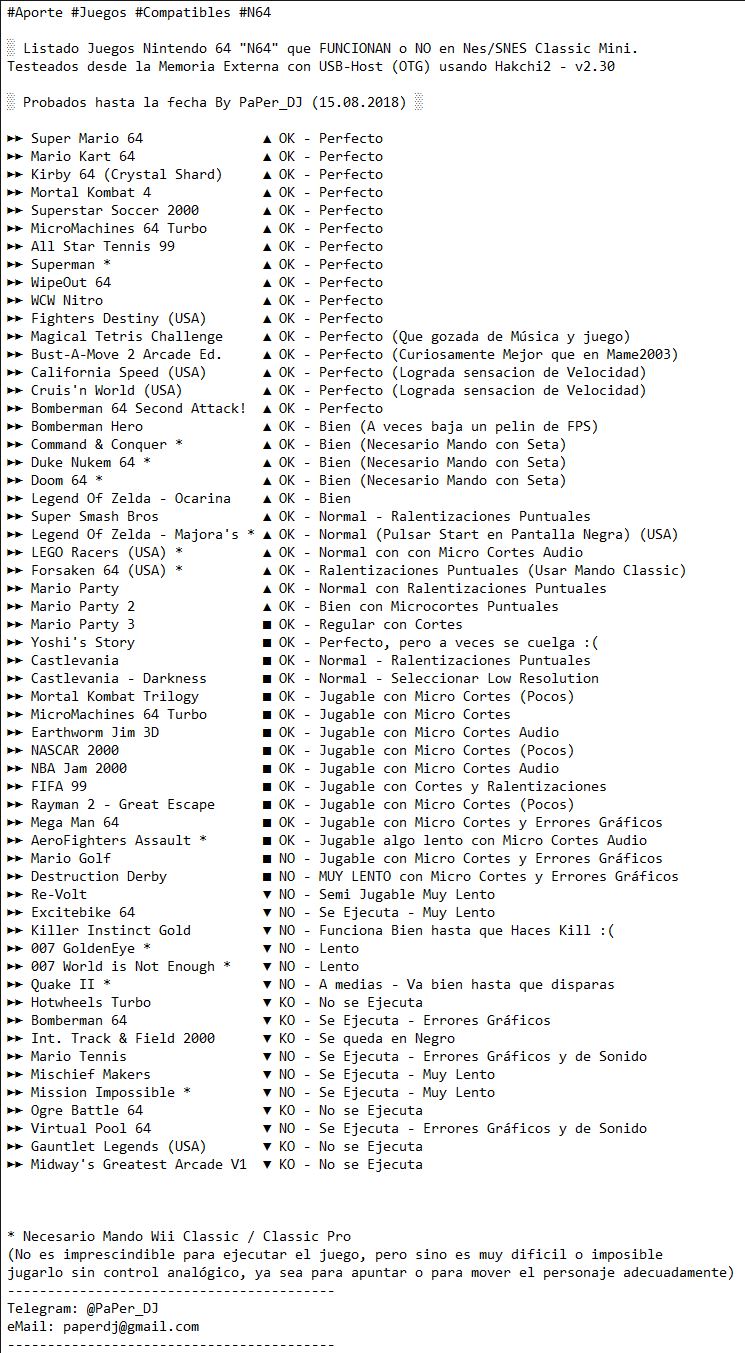 #Aporte #Juegos #Compatibles #N64
░ Listado Juegos Nintendo 64 "N64" que FUNCIONAN o NO en Nes/SNES Classic Mini.
Testeados desde la Memoria Externa con USB-Host (OTG) usando Hakchi2 - v2.30
░ Probados hasta la fecha By PaPer_DJ (15.08.2018) ░
►► Super Mario 64 ▲ OK - Perfecto
►► Mario Kart 64 ▲ OK - Perfecto
►► Kirby 64 (Crystal Shard) ▲ OK - Perfecto
►► Mortal Kombat 4 ▲ OK - Perfecto
►► Superstar Soccer 2000 ▲ OK - Perfecto
►► MicroMachines 64 Turbo ▲ OK - Perfecto
►► All Star Tennis 99 ▲ OK - Perfecto
►► Superman * ▲ OK - Perfecto
►► WipeOut 64 ▲ OK - Perfecto
►► WCW Nitro ▲ OK - Perfecto
►► Fighters Destiny (USA) ▲ OK - Perfecto
►► Magical Tetris Challenge ▲ OK - Perfecto (Que gozada de Música y juego)
►► Bust-A-Move 2 Arcade Ed. ▲ OK - Perfecto (Curiosamente Mejor que en Mame2003)
►► California Speed (USA) ▲ OK - Perfecto (Lograda sensacion de Velocidad)
►► Cruis'n World (USA) ▲ OK - Perfecto (Lograda sensacion de Velocidad)
►► Bomberman 64 Second Attack! ▲ OK - Perfecto
►► Bomberman Hero ▲ OK - Bien (A veces baja un pelin de FPS)
►► Command & Conquer * ▲ OK - Bien (Necesario Mando con Seta)
►► Duke Nukem 64 * ▲ OK - Bien (Necesario Mando con Seta)
►► Doom 64 * ▲ OK - Bien (Necesario Mando con Seta)
►► Legend Of Zelda - Ocarina ▲ OK - Bien
►► Super Smash Bros ▲ OK - Normal - Ralentizaciones Puntuales
►► Legend Of Zelda - Majora's * ▲ OK - Normal (Pulsar Start en Pantalla Negra) (USA)
►► LEGO Racers (USA) * ▲ OK - Normal con con Micro Cortes Audio
►► Forsaken 64 (USA) * ▲ OK - Ralentizaciones Puntuales (Usar Mando Classic)
►► Mario Party ▲ OK - Normal con Ralentizaciones Puntuales
►► Mario Party 2 ▲ OK - Bien con Microcortes Puntuales
►► Mario Party 3 ■ OK - Regular con Cortes
►► Yoshi's Story ■ OK - Perfecto, pero a veces se cuelga :(
►► Castlevania ■ OK - Normal - Ralentizaciones Puntuales
►► Castlevania - Darkness ■ OK - Normal - Seleccionar Low Resolution
►► Mortal Kombat Trilogy ■ OK - Jugable con Micro Cortes (Pocos)
►► MicroMachines 64 Turbo ■ OK - Jugable con Micro Cortes
►► Earthworm Jim 3D ■ OK - Jugable con Micro Cortes Audio
►► NASCAR 2000 ■ OK - Jugable con Micro Cortes (Pocos)
►► NBA Jam 2000 ■ OK - Jugable con Micro Cortes Audio
►► FIFA 99 ■ OK - Jugable con Cortes y Ralentizaciones
►► Rayman 2 - Great Escape ■ OK - Jugable con Micro Cortes (Pocos)
►► Mega Man 64 ■ OK - Jugable con Micro Cortes y Errores Gráficos
►► AeroFighters Assault * ■ OK - Jugable algo lento con Micro Cortes Audio
►► Mario Golf ■ NO - Jugable con Micro Cortes y Errores Gráficos
►► Destruction Derby ■ NO - MUY LENTO con Micro Cortes y Errores Gráficos
►► Re-Volt ▼ NO - Semi Jugable Muy Lento
►► Excitebike 64 ▼ NO - Se Ejecuta - Muy Lento
►► Killer Instinct Gold ▼ NO - Funciona Bien hasta que Haces Kill :(
►► 007 GoldenEye * ▼ NO - Lento
►► 007 World is Not Enough * ▼ NO - Lento
►► Quake II * ▼ NO - A medias - Va bien hasta que disparas
►► Hotwheels Turbo ▼ KO - No se Ejecuta
►► Bomberman 64 ▼ KO - Se Ejecuta - Errores Gráficos
►► Int. Track & Field 2000 ▼ KO - Se queda en Negro
►► Mario Tennis ▼ NO - Se Ejecuta - Errores Gráficos y de Sonido
►► Mischief Makers ▼ NO - Se Ejecuta - Muy Lento
►► Mission Impossible * ▼ NO - Se Ejecuta - Muy Lento
►► Ogre Battle 64 ▼ KO - No se Ejecuta
►► Virtual Pool 64 ▼ NO - Se Ejecuta - Errores Gráficos y de Sonido
►► Gauntlet Legends (USA) ▼ KO - No se Ejecuta
►► Midway's Greatest Arcade V1 ▼ KO - No se Ejecuta
* Necesario Mando Wii Classic / Classic Pro
(No es imprescindible para ejecutar el juego, pero sino es muy dificil o imposible
jugarlo sin control analógico, ya sea para apuntar o para mover el personaje adecuadamente)
-----------------------------------------
Telegram: @PaPer_DJ
eMail: paperdj@gmail.com
-----------------------------------------